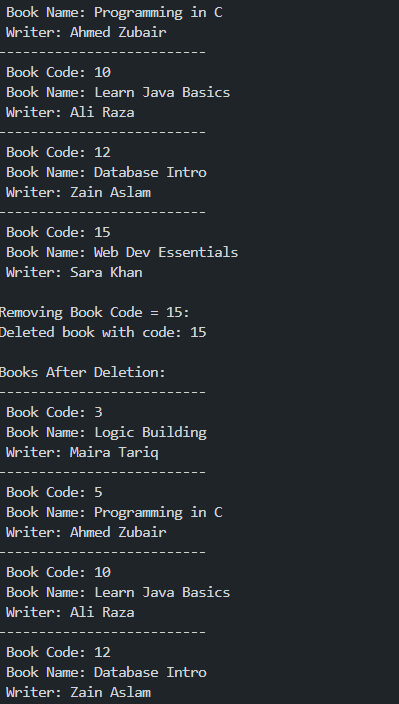 Book Name: Programming in C
Writer: Ahmed Zubair
--------------------------
Book Code: 10
Book Name: Learn Java Basics
Writer: Ali Raza
--------------------------
Book Code: 12
Book Name: Database Intro
Writer: Zain Aslam
--------------------------
Book Code: 15
Book Name: Web Dev Essentials
Writer: Sara Khan
Removing Book Code = 15:
Deleted book with code: 15
Books After Deletion:
--------------------------
Book Code: 3
Book Name: Logic Building
Writer: Maira Tariq
--------------------------
Book Code: 5
Book Name: Programming in C
Writer: Ahmed Zubair
--------------------------
Book Code: 10
Book Name: Learn Java Basics
Writer: Ali Raza
--------------------------
Book Code: 12
Book Name: Database Intro
Writer: Zain Aslam